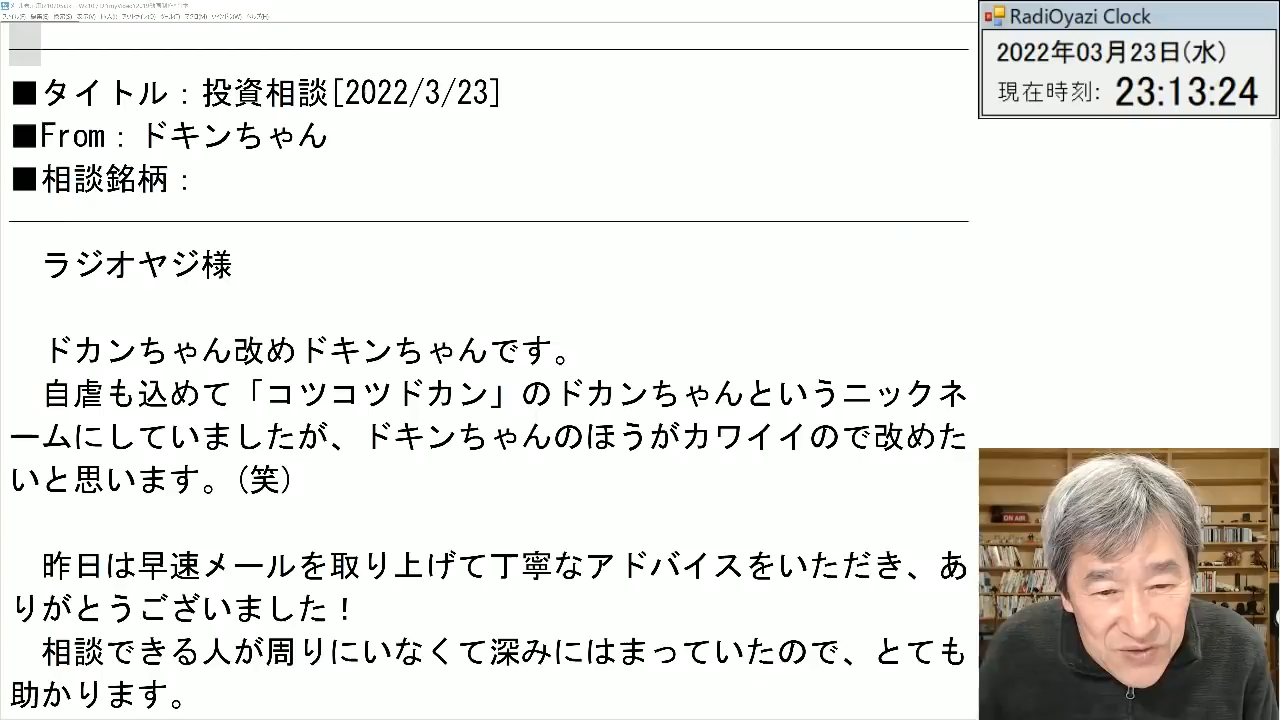 RadiOyazi Clock
2022年03月23日(水)
現在時刻: 23:13:24
■タイトル：投資相談[2022/3/23]
■From：ドキンちゃん
■相談銘柄：
ラジオヤジ様
ドカンちゃん改めドキンちゃんです。
自虐も込めて「コツコツドカン」のドカンちゃんというニックネ
ームにしていましたが、ドキンちゃんのほうがカワイイので改めた
いと思います。(笑)
昨日は早速メールを取り上げて丁寧なアドバイスをいただき、あ
りがとうございました！
相談できる人が周りにいなくて深みにはまっていたので、とても
助かります。
ON AIR